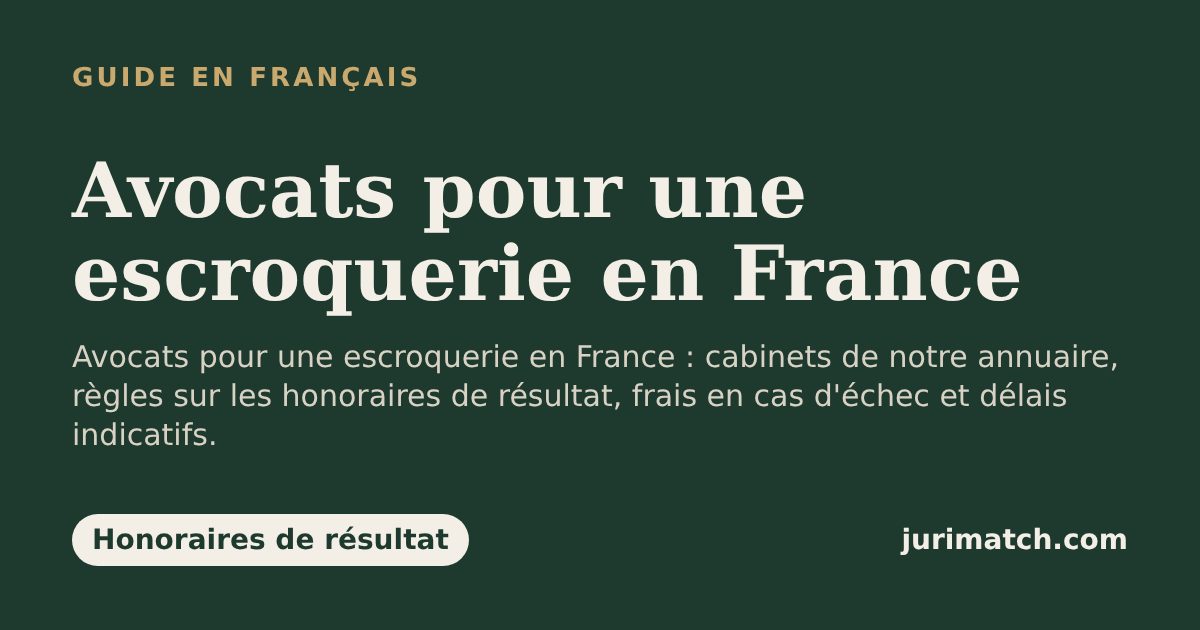 GUIDE EN FRANÇAIS
Avocats pour une
escroquerie en France
Avocats pour une escroquerie en France : cabinets de notre annuaire,
règles sur les honoraires de résultat, frais en cas d'échec et délais
indicatifs.
Honoraires de résultat
jurimatch.com